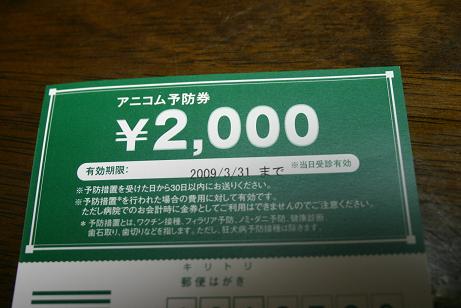 アニコム予防券
¥2,000
有効期限: 2009/3/31 まで ※当日受診有効
※予防措置を受けた日から30日以内にお送りください。
※予防措置*を行われた場合の費用に対して有効です。
ただし病院でのお会計時に金券としてご利用はできませんのでご注意ください。
*予防措置とは、ワクチン接種、フィラリア予防、ノミ・ダニ予防、健康診断
歯石取り、歯切りなどを指します。ただし、狂犬病予防接種は除きます。
キリトリ
郵便はがき